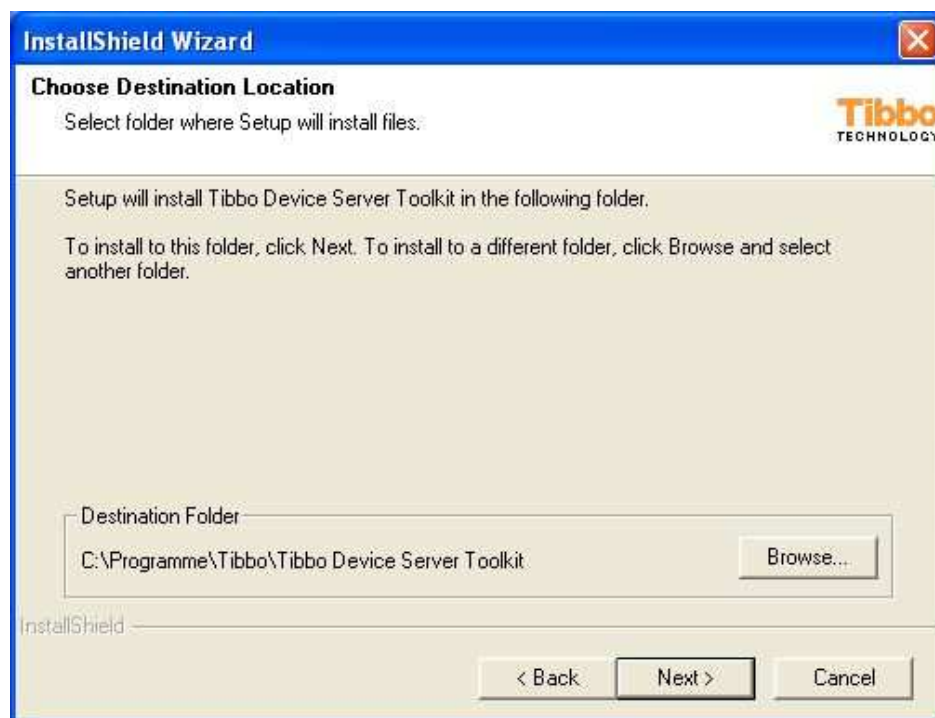 InstallShield Wizard
Choose Destination Location
Select folder where Setup will install files.
Tibbo
TECHNOLOGY
Setup will install Tibbo Device Server Toolkit in the following folder.
To install to this folder, click Next. To install to a different folder, click Browse and select
another folder.
Destination Folder
C:\Programme\Tibbo\Tibbo Device Server Toolkit
Browse...
InstallShield
< Back Next > Cancel